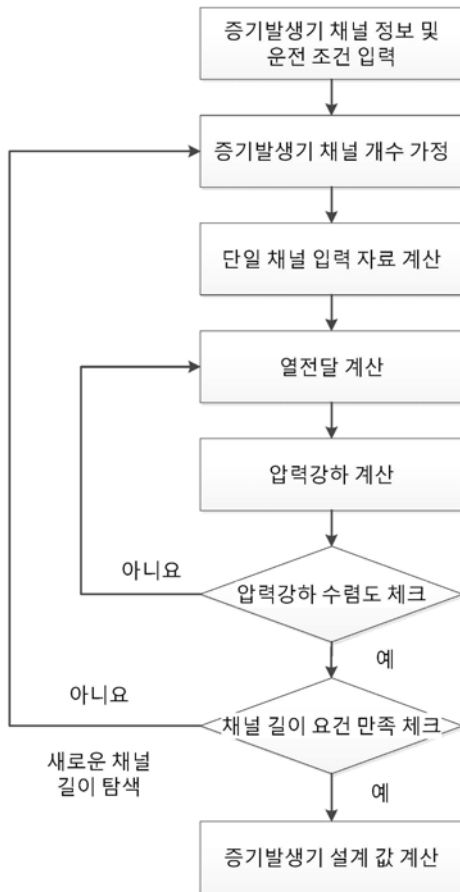 증기발생기 채널 정보 및
운전 조건 입력
증기발생기 채널 개수 가정
단일 채널 입력 자료 계산
열전달 계산
압력강하 계산
아니요
압력강하 수렴도 체크
예
아니요
채널 길이 요건 만족 체크
새로운 채널
길이 탐색
예
증기발생기 설계 값 계산